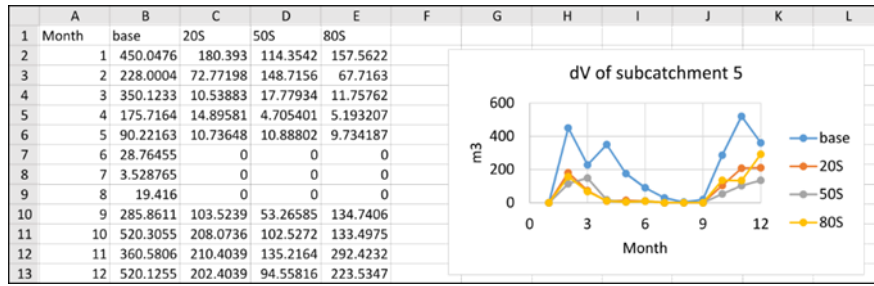 A B C D E F G H I J K L
1 Month base 20S 50S 80S
2 1 450.0476 180.393 114.3542 157.5622
3 2 228.0004 72.77198 148.7156 67.7163
4 3 350.1233 10.53883 17.77934 11.75762
5 4 175.7164 14.89581 4.705401 5.193207
6 5 90.22163 10.73648 10.88802 9.734187
7 6 28.76455 0 0 0
8 7 3.528765 0 0 0
9 8 19.416 0 0 0
10 9 285.8611 103.5239 53.26585 134.7406
11 10 520.3055 208.0736 102.5272 133.4975
12 11 360.5806 210.4039 135.2164 292.4232
13 12 520.1255 202.4039 94.55816 223.5347
dV of subcatchment 5
600
400
200
0
m3
0 3 6 9 12
Month
base
20S
50S
80S